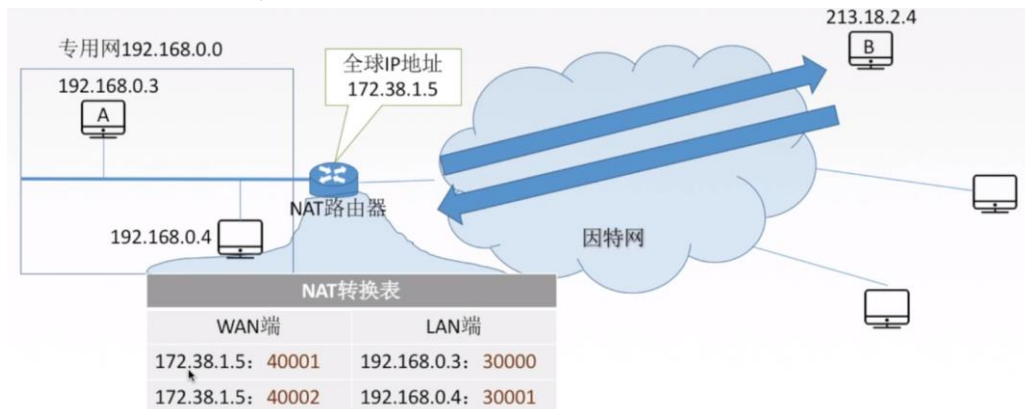 213.18.2.4
B
专用网192.168.0.0
全球IP地址
172.38.1.5
192.168.0.3
A
NAT路由器
192.168.0.4
因特网
NAT转换表
WAN端 LAN端
172.38.1.5：40001 192.168.0.3：30000
172.38.1.5：40002 192.168.0.4：30001